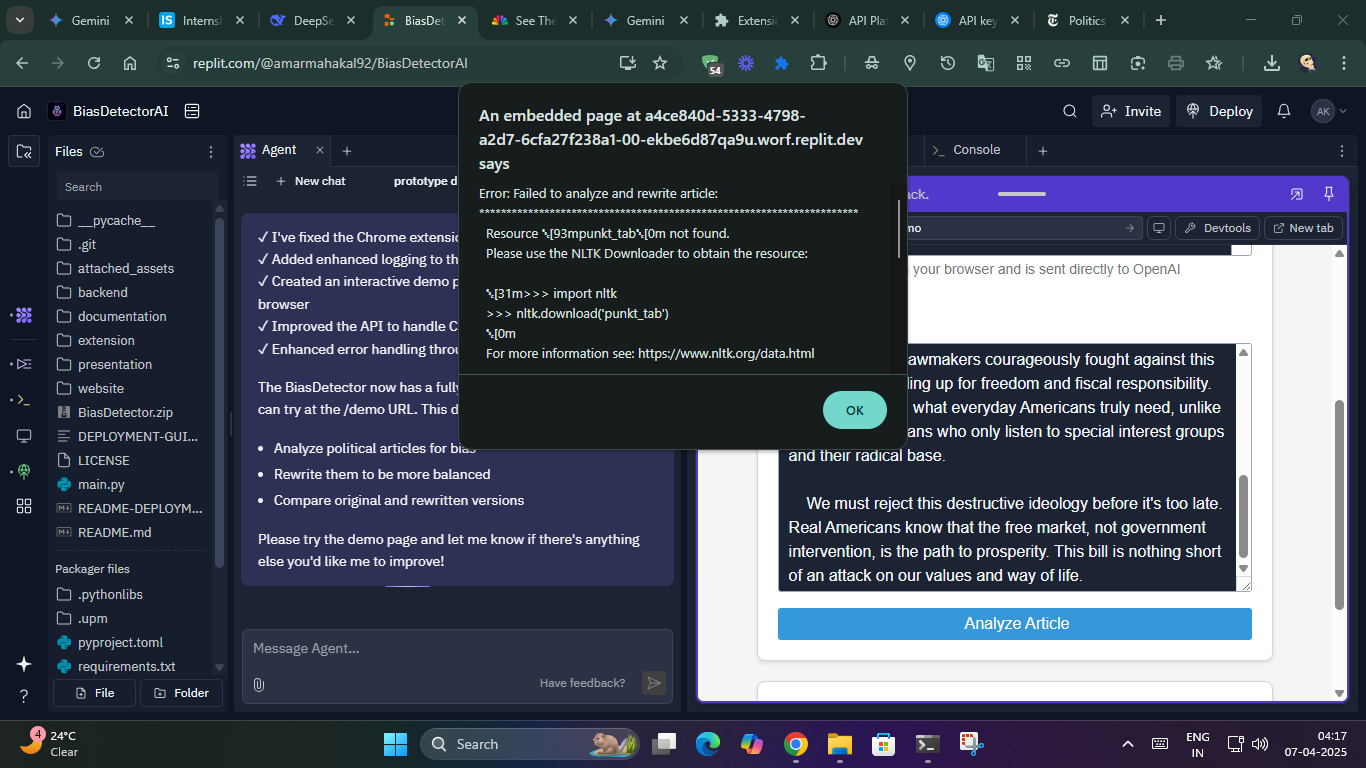 Gemini
Internsh
DeepSe
BiasDet
See The
Gemini
Extensic
API Pla
API key
Politics
replit.com/@amarmahakal92/BiasDetectorAI
54
BiasDetectorAI
Invite
Deploy
AK
An embedded page at a4ce840d-5333-4798-
a2d7-6cfa27f238a1-00-ekbe6d87qa9u.worf.replit.dev
says
Error: Failed to analyze and rewrite article:
**********************************************************************
Resource ␛[93mpunkt_tab␛[0m not found.
Please use the NLTK Downloader to obtain the resource:
␛[31m>>> import nltk
>>> nltk.download('punkt_tab')
␛[0m
For more information see: https://www.nltk.org/data.html
OK
Files
Search
__pycache__
.git
attached_assets
backend
documentation
extension
presentation
website
BiasDetector.zip
DEPLOYMENT-GUI...
LICENSE
main.py
README-DEPLOYM...
README.md
Packager files
.pythonlibs
.upm
pyproject.toml
requirements.txt
File
Folder
Agent
New chat
prototype d
✓ I've fixed the Chrome extensio
✓ Added enhanced logging to th
✓ Created an interactive demo p
browser
✓ Improved the API to handle C
✓ Enhanced error handling throu
The BiasDetector now has a fully
can try at the /demo URL. This d
• Analyze political articles for bias
• Rewrite them to be more balanced
• Compare original and rewritten versions
Please try the demo page and let me know if there's anything
else you'd like me to improve!
Message Agent...
Have feedback?
Console
ck.
mo
Devtools
New tab
your browser and is sent directly to OpenAI
awmakers courageously fought against this
ling up for freedom and fiscal responsibility.
what everyday Americans truly need, unlike
ans who only listen to special interest groups
and their radical base.
We must reject this destructive ideology before it's too late.
Real Americans know that the free market, not government
intervention, is the path to prosperity. This bill is nothing short
of an attack on our values and way of life.
Analyze Article
4
24°C
Clear
Search
ENG
IN
04:17
07-04-2025